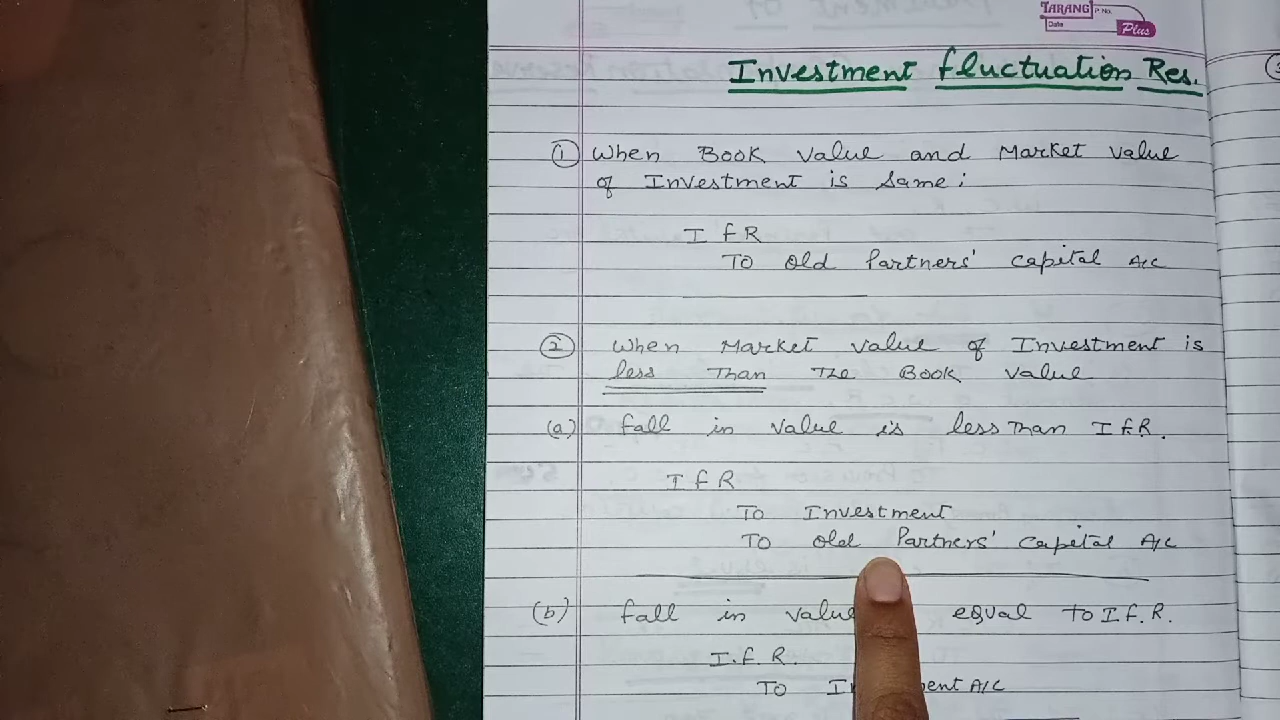 TARANG P. No.
Date
Plus
Investment Fluctuation Res.
① When Book value and Market value
of Investment is same:
I F R
To old Partners' capital A/C
② When Market value of Investment is
less Than The Book value
(a) fall in value is less Than I.F.R.
I F R
To Investment
To old Partners' capital A/C
(b) fall in value equal To I.F.R.
I.F.R.
To A/C